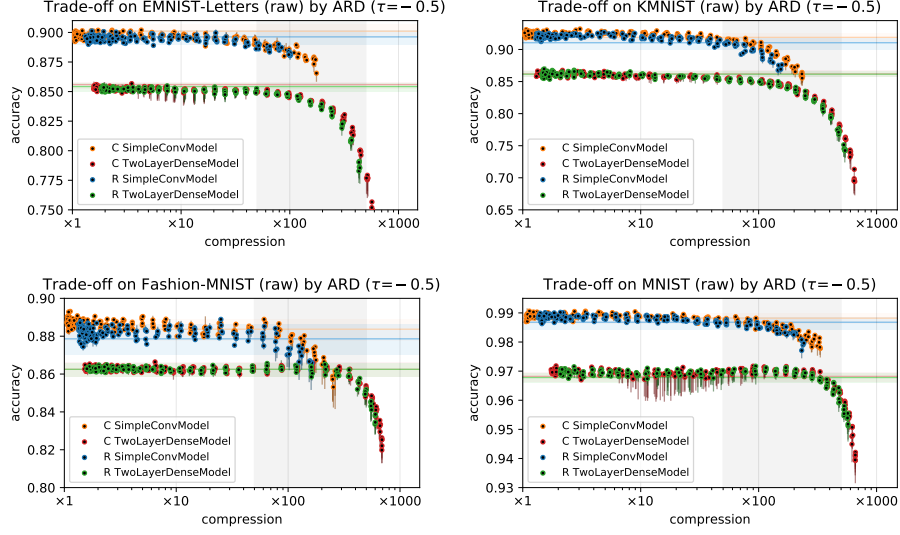 Trade-off on EMNIST-Letters (raw) by ARD (τ=−0.5)
0.900
0.875
0.850
0.825
0.800
0.775
0.750
accuracy
C SimpleConvModel
C TwoLayerDenseModel
R SimpleConvModel
R TwoLayerDenseModel
×1 ×10 ×100 ×1000
compression
Trade-off on KMNIST (raw) by ARD (τ=−0.5)
0.90
0.85
0.80
0.75
0.70
0.65
accuracy
C SimpleConvModel
C TwoLayerDenseModel
R SimpleConvModel
R TwoLayerDenseModel
×1 ×10 ×100 ×1000
compression
Trade-off on Fashion-MNIST (raw) by ARD (τ=−0.5)
0.90
0.88
0.86
0.84
0.82
0.80
accuracy
C SimpleConvModel
C TwoLayerDenseModel
R SimpleConvModel
R TwoLayerDenseModel
×1 ×10 ×100 ×1000
compression
Trade-off on MNIST (raw) by ARD (τ=−0.5)
0.99
0.98
0.97
0.96
0.95
0.94
0.93
accuracy
C SimpleConvModel
C TwoLayerDenseModel
R SimpleConvModel
R TwoLayerDenseModel
×1 ×10 ×100 ×1000
compression